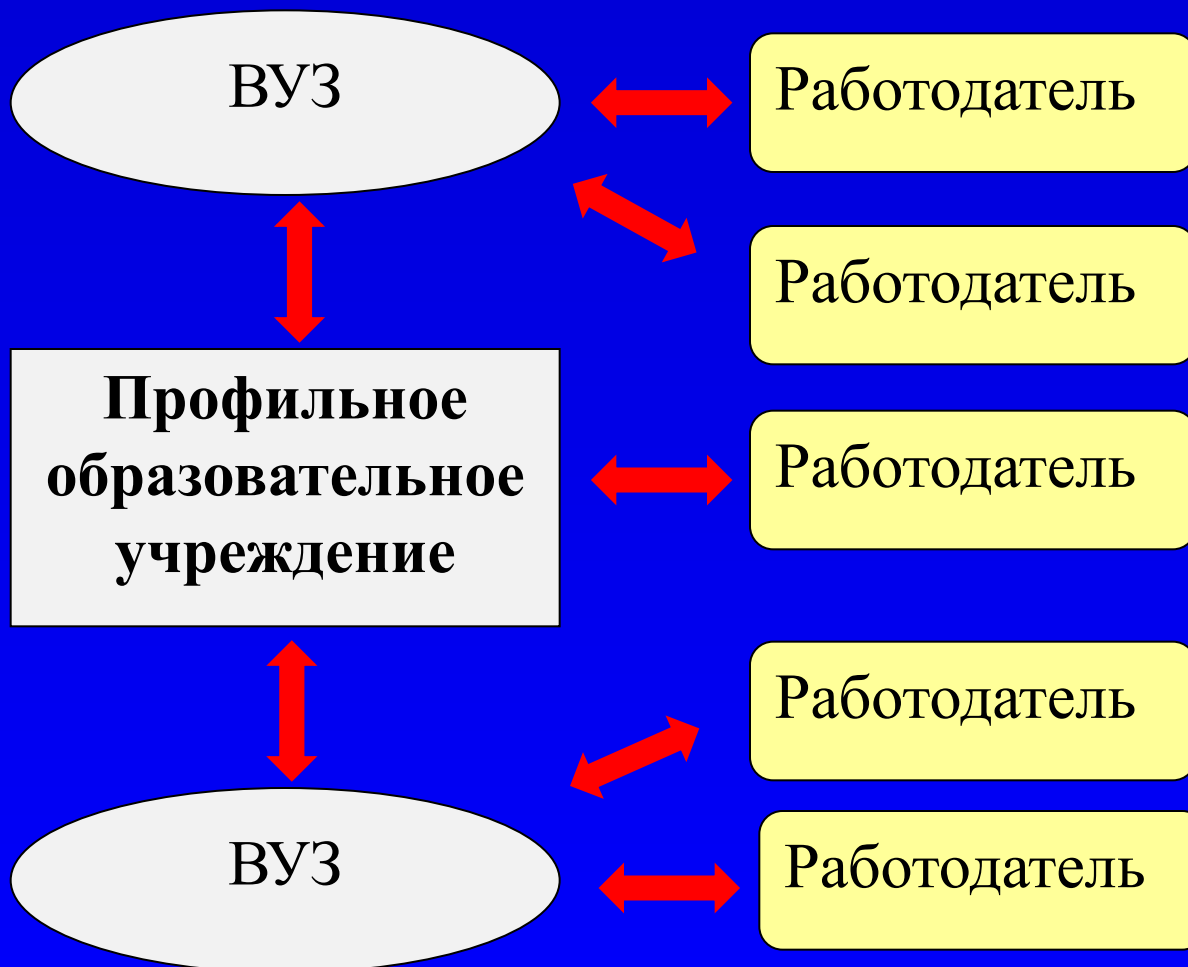 ВУЗ
Работодатель
Работодатель
Профильное
образовательное
учреждение
Работодатель
Работодатель
ВУЗ
Работодатель